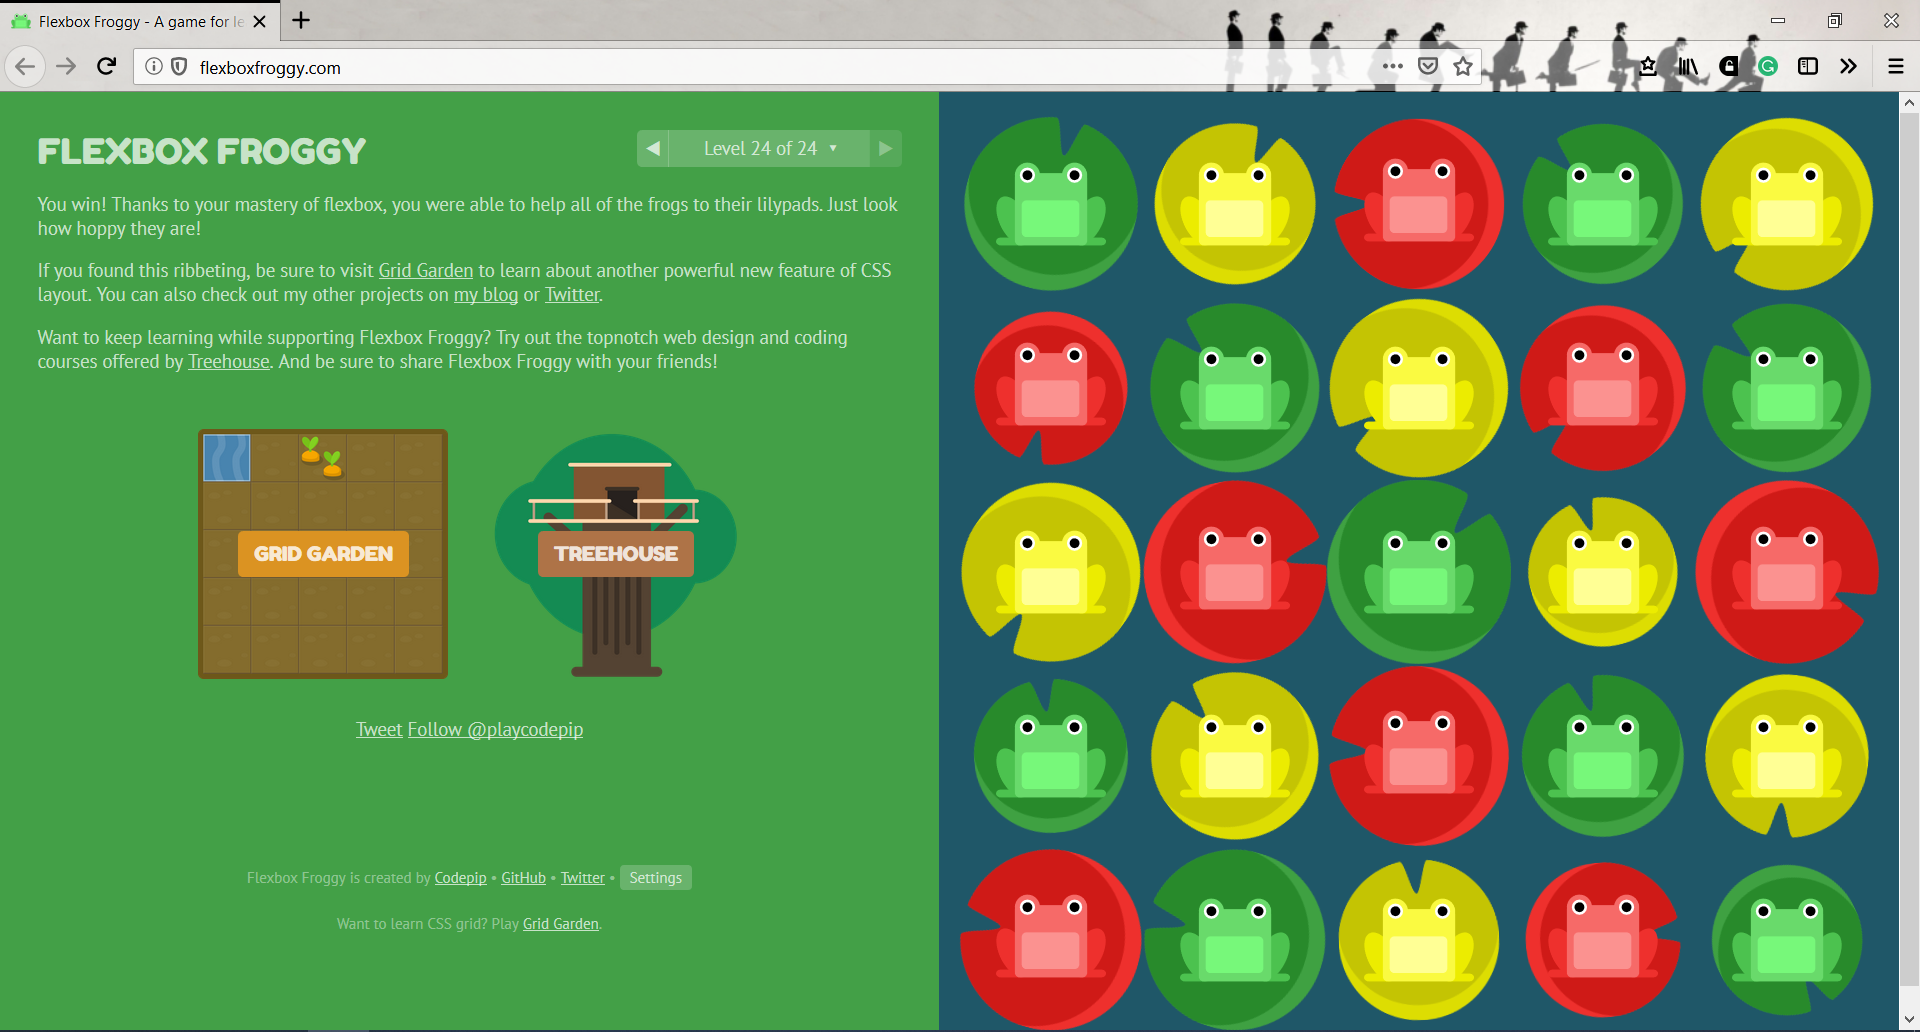 Flexbox Froggy - A game for le
flexboxfroggy.com
FLEXBOX FROGGY
Level 24 of 24
You win! Thanks to your mastery of flexbox, you were able to help all of the frogs to their lilypads. Just look
how hoppy they are!
If you found this ribbeting, be sure to visit Grid Garden to learn about another powerful new feature of CSS
layout. You can also check out my other projects on my blog or Twitter.
Want to keep learning while supporting Flexbox Froggy? Try out the topnotch web design and coding
courses offered by Treehouse. And be sure to share Flexbox Froggy with your friends!
GRID GARDEN
TREEHOUSE
Tweet Follow @playcodepip
Flexbox Froggy is created by Codepip • GitHub • Twitter • Settings
Want to learn CSS grid? Play Grid Garden.